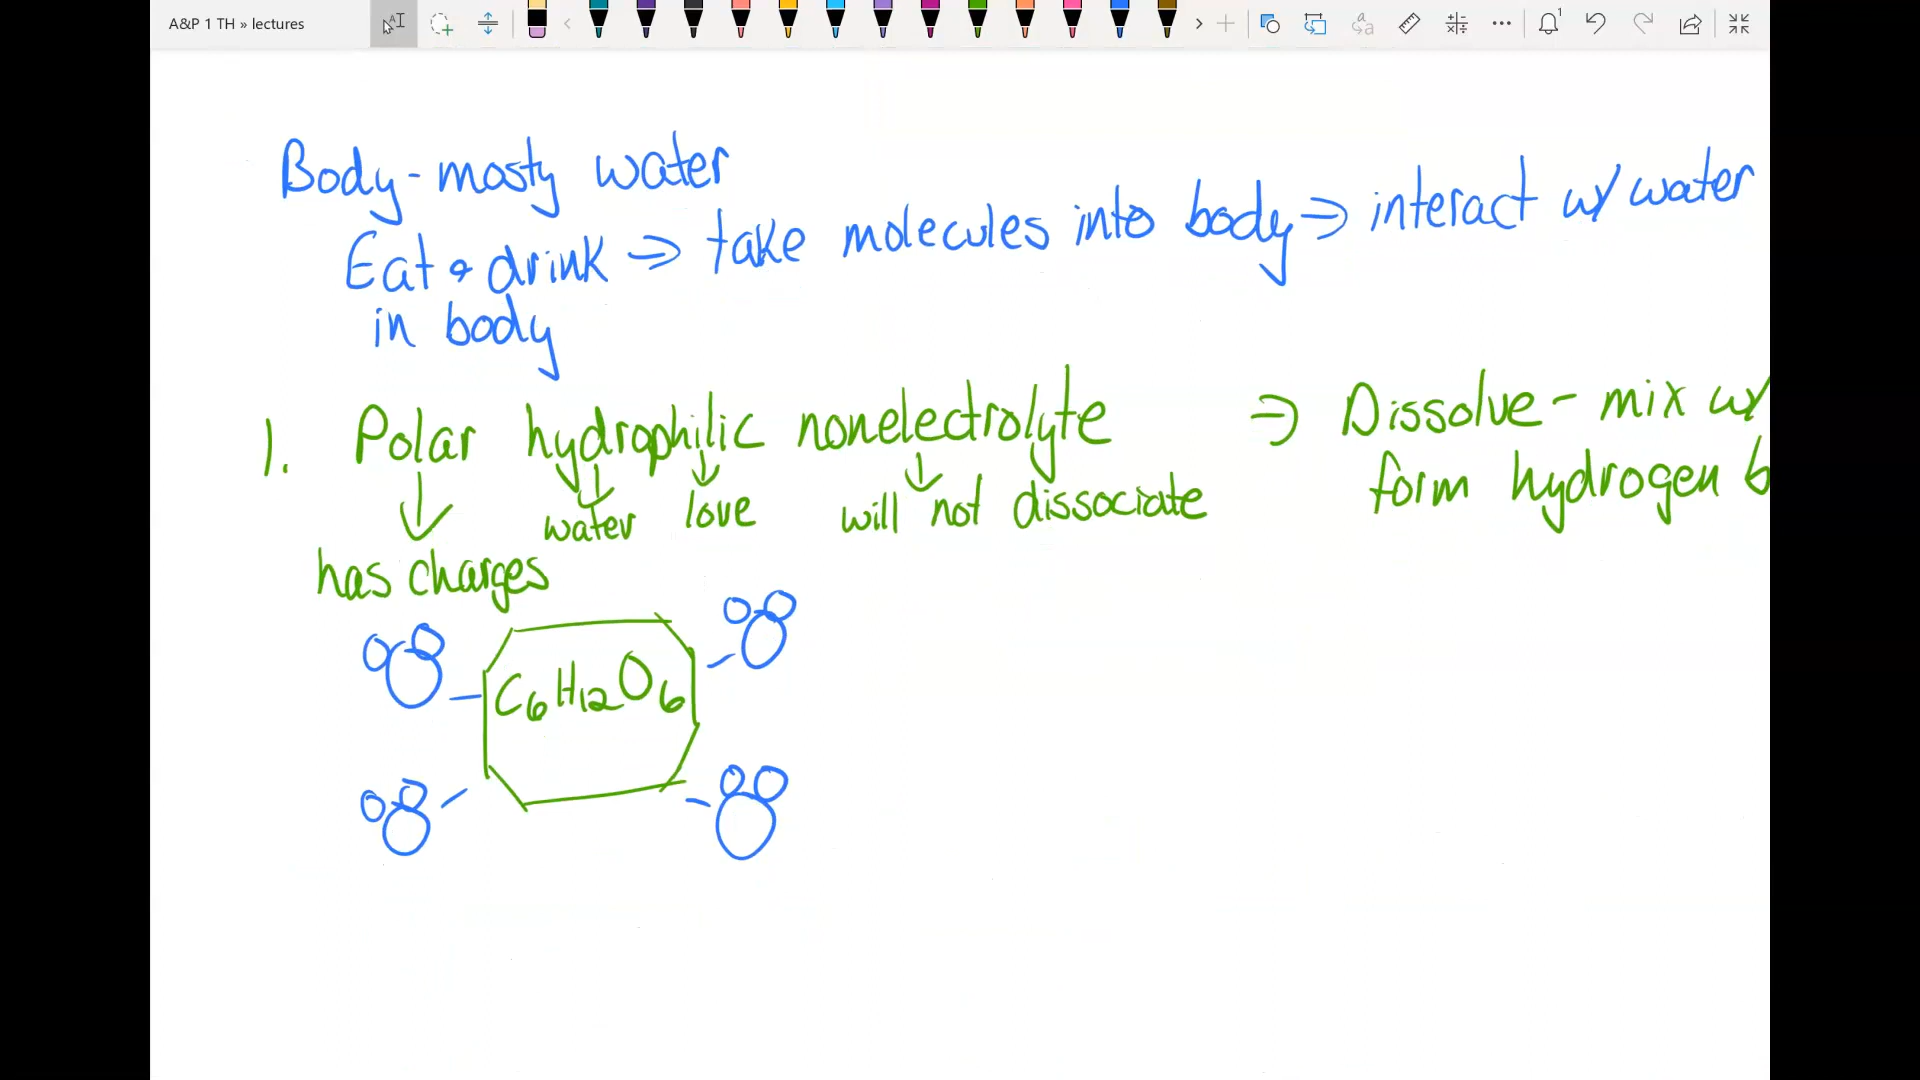 A&P 1 TH » lectures
Body - mosty water
Eat & drink ⇒ take molecules into body ⇒ interact w/ water
in body
1. Polar hydrophilic nonelectrolyte ⇒ Dissolve - mix w/
form hydrogen b
water love will not dissociate
has charges
C6H12O6